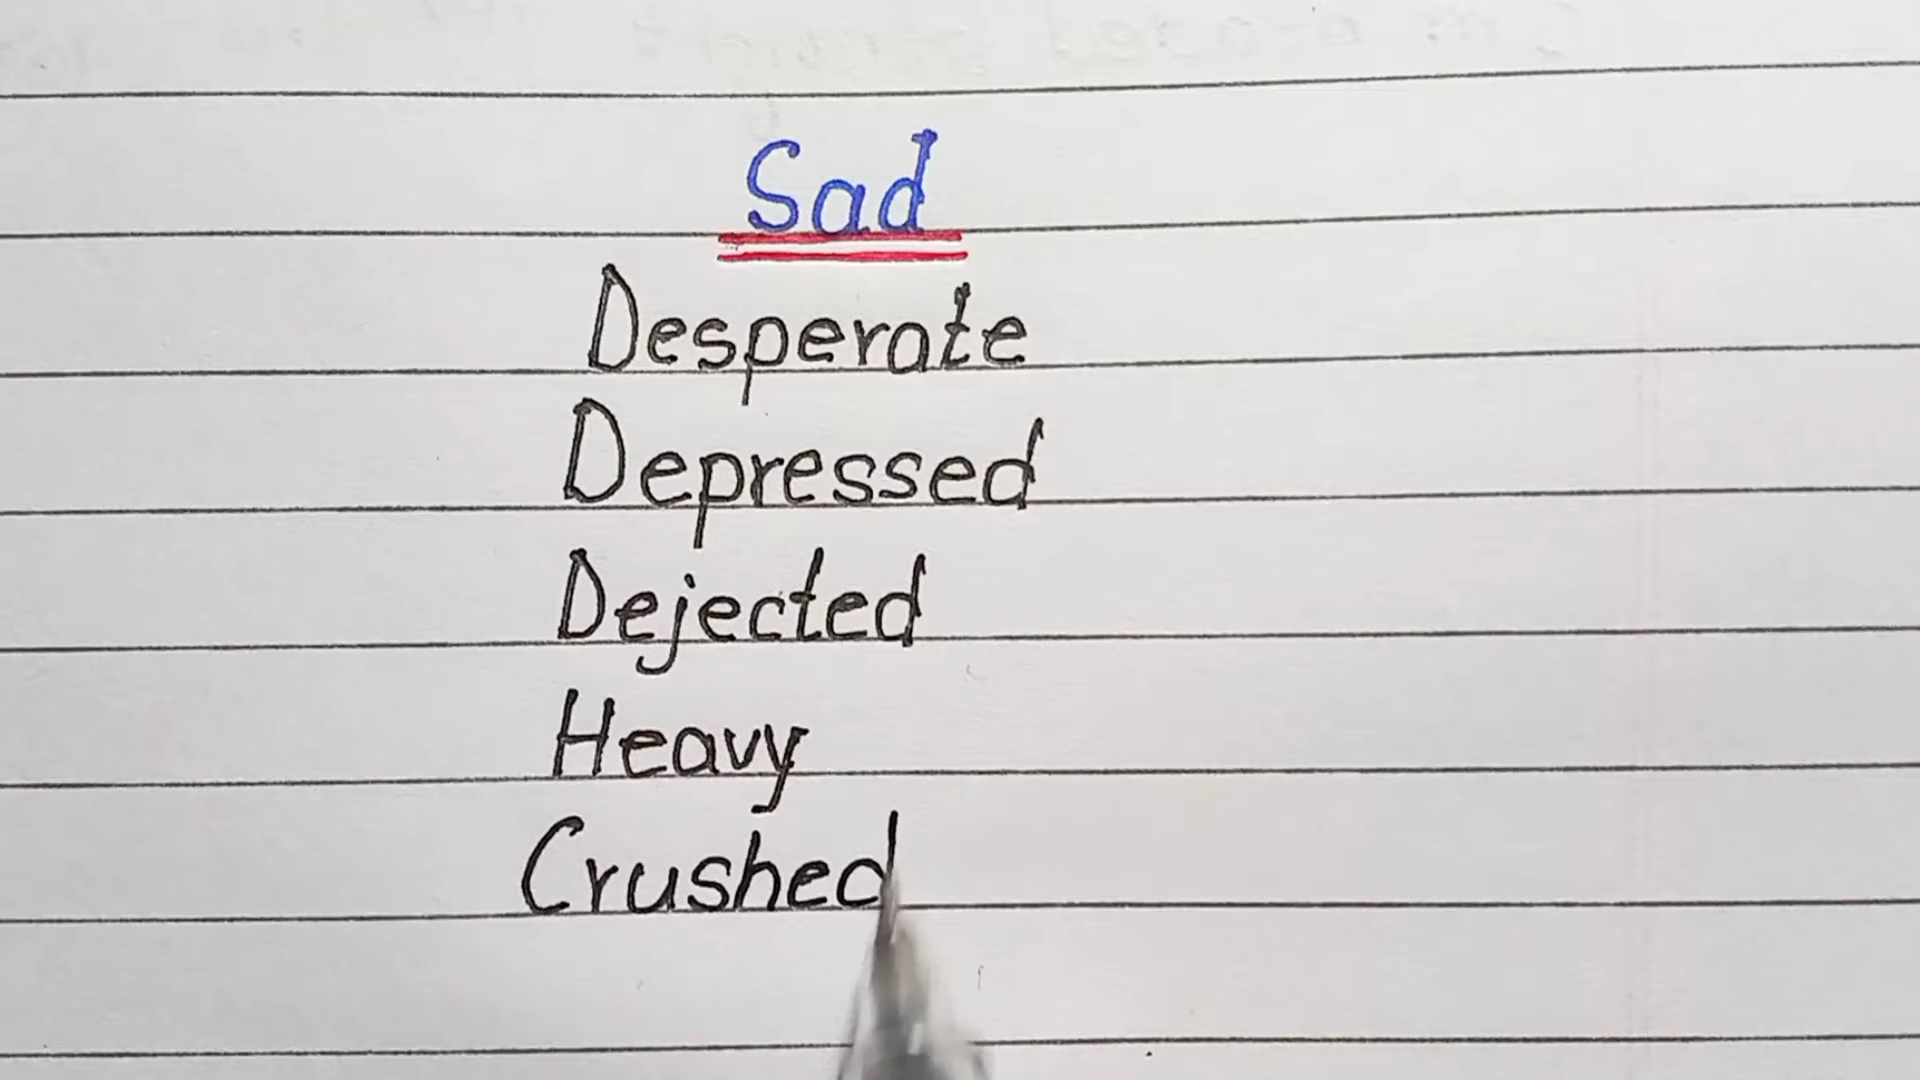 Sad
Desperate
Depressed
Dejected
Heavy
Crushed